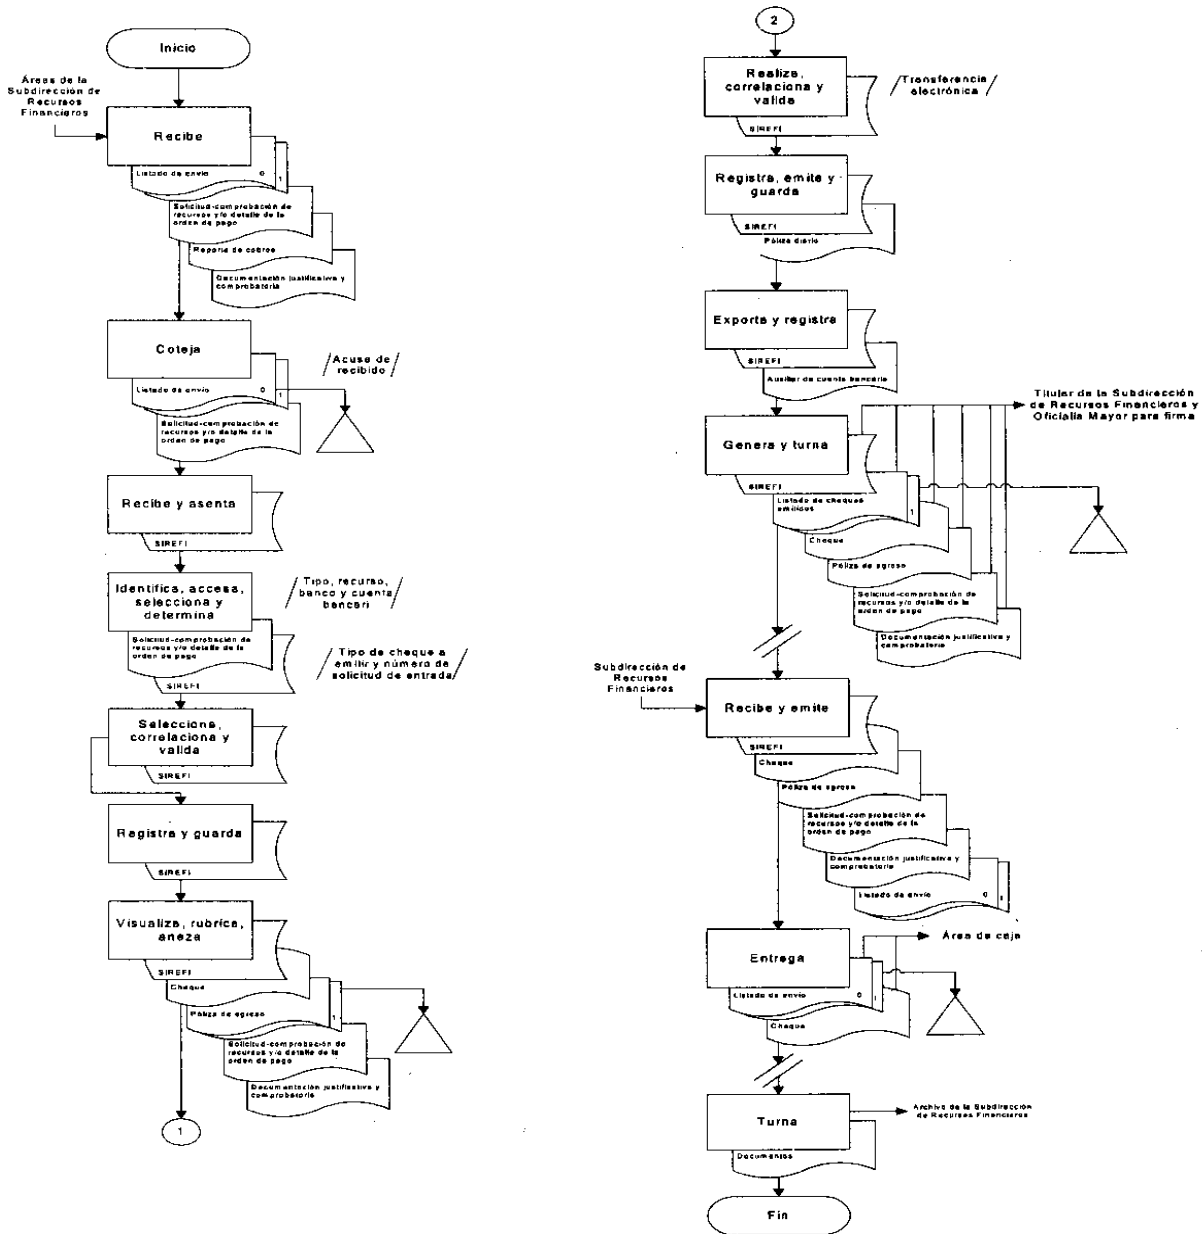 Inicio
Áreas de la
Subdirección de
Recursos
Financieros
Recibe
Listado de envío 0
1
Solicitud-comprobación de
recursos y/o detalle de la
orden de pago
Reporte de cobros
Documentación justificativa y
comprobatoria
Coteja
Acuse de
recibido
Listado de envío 0
1
Solicitud-comprobación de
recursos y/o detalle de la
orden de pago
Recibe y asienta
SIREFI
Identifica, accesa,
selecciona y
determina
Tipo, recurso,
banco y cuenta
bancari
Solicitud-comprobación de
recursos y/o detalle de la
orden de pago
SIREFI
Tipo de cheque a
emitir y número de
solicitud de entrada
Selecciona,
correlaciona y
valida
SIREFI
Registra y guarda
SIREFI
Visualiza, rubrica,
anexa
SIREFI
Cheque
Póliza de egreso
1
Solicitud-comprobación de
recursos y/o detalle de la
orden de pago
Documentación justificativa y
comprobatoria
1
2
Realiza,
correlaciona y
valida
Transferencia
electrónica
SIREFI
Registra, emite y
guarda
SIREFI
Póliza diario
Exporta y registra
SIREFI
Auxiliar de cuenta bancaria
Titular de la Subdirección
de Recursos Financieros y
Oficialía Mayor para firma
Genera y turna
SIREFI
Listado de cheques
emitidos
1
Cheque
Póliza de egreso
Solicitud-comprobación de
recursos y/o detalle de la
orden de pago
Documentación justificativa y
comprobatoria
Subdirección de
Recursos
Financieros
Recibe y emite
SIREFI
Cheque
Póliza de egreso
Solicitud-comprobación de
recursos y/o detalle de la
orden de pago
Documentación justificativa y
comprobatoria
Listado de envío 0
1
Entrega
Área de caja
Listado de envío 0
1
Cheque
Turna
Archivo de la Subdirección
de Recursos Financieros
Documentos
Fin